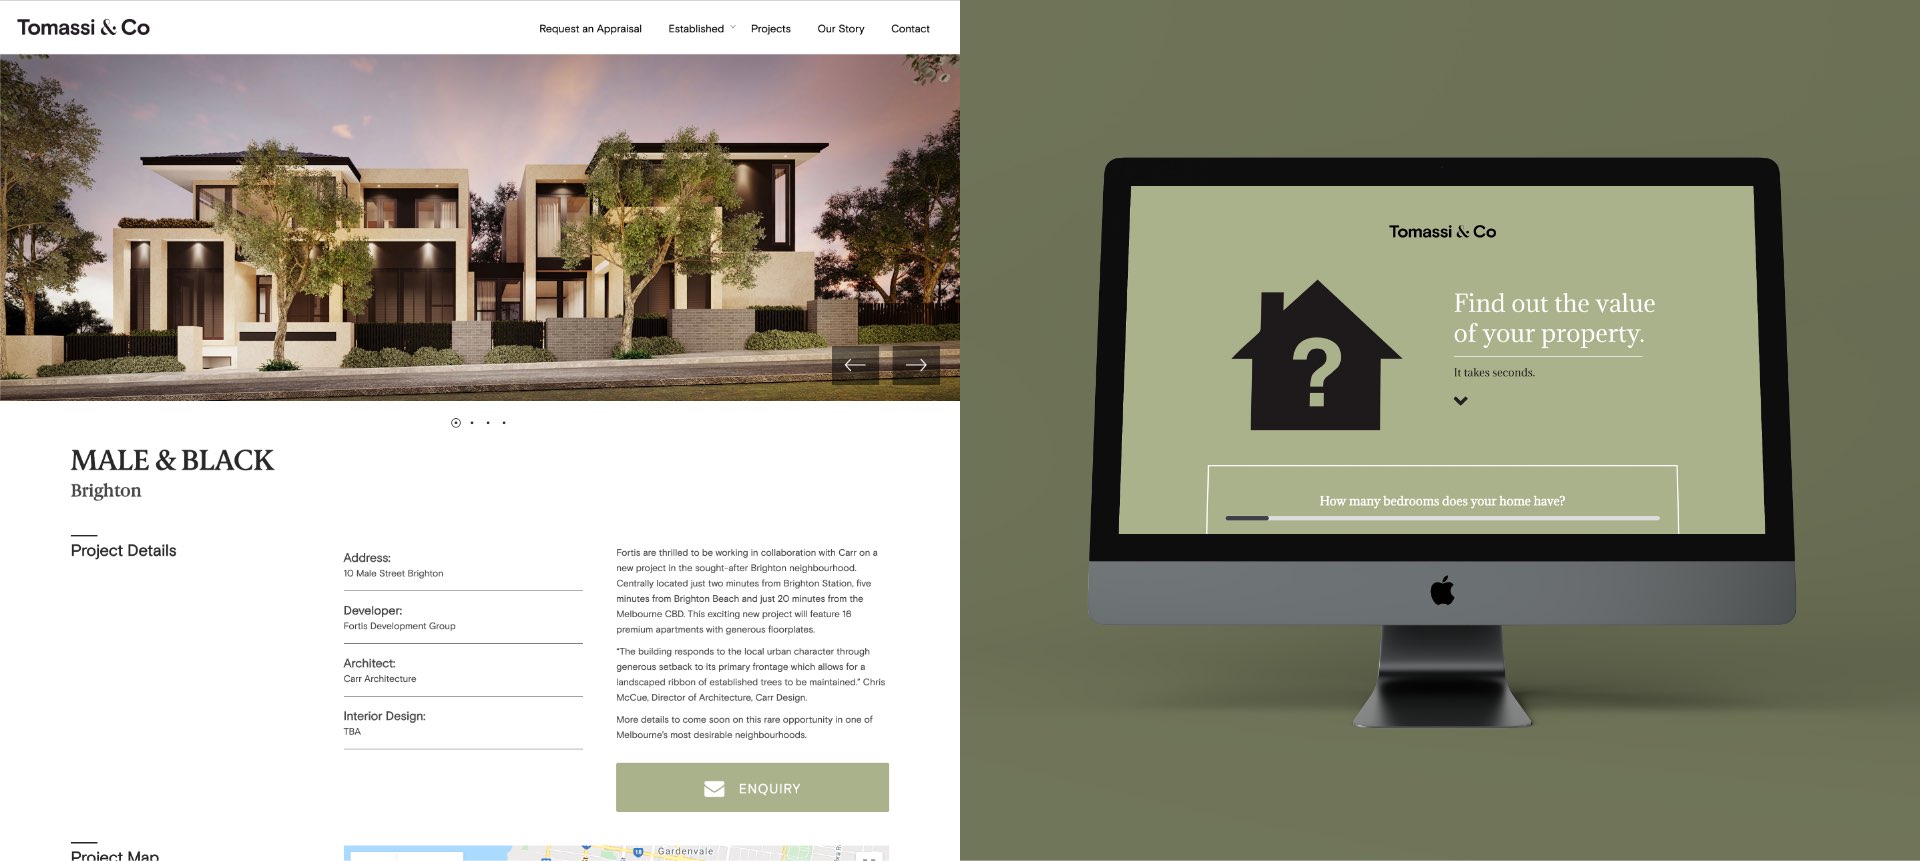 Tomassi & Co
Request an Appraisal
Established
Projects
Our Story
Contact
MALE & BLACK
Brighton
Project Details
Address:
10 Male Street Brighton
Developer:
Fortis Development Group
Architect:
Carr Architecture
Interior Design:
TBA
Fortis are thrilled to be working in collaboration with Carr on a
new project in the sought-after Brighton neighbourhood.
Centrally located just two minutes from Brighton Station, five
minutes from Brighton Beach and just 20 minutes from the
Melbourne CBD. This exciting new project will feature 16
premium apartments with generous floorplates.
“The building responds to the local urban character through
generous setback to its primary frontage which allows for a
landscaped ribbon of established trees to be maintained.” Chris
McCue, Director of Architecture, Carr Design.
More details to come soon on this rare opportunity in one of
Melbourne’s most desirable neighbourhoods.
ENQUIRY
Project Map
Gardenvale
Tomassi & Co
?
Find out the value
of your property.
It takes seconds.
How many bedrooms does your home have?